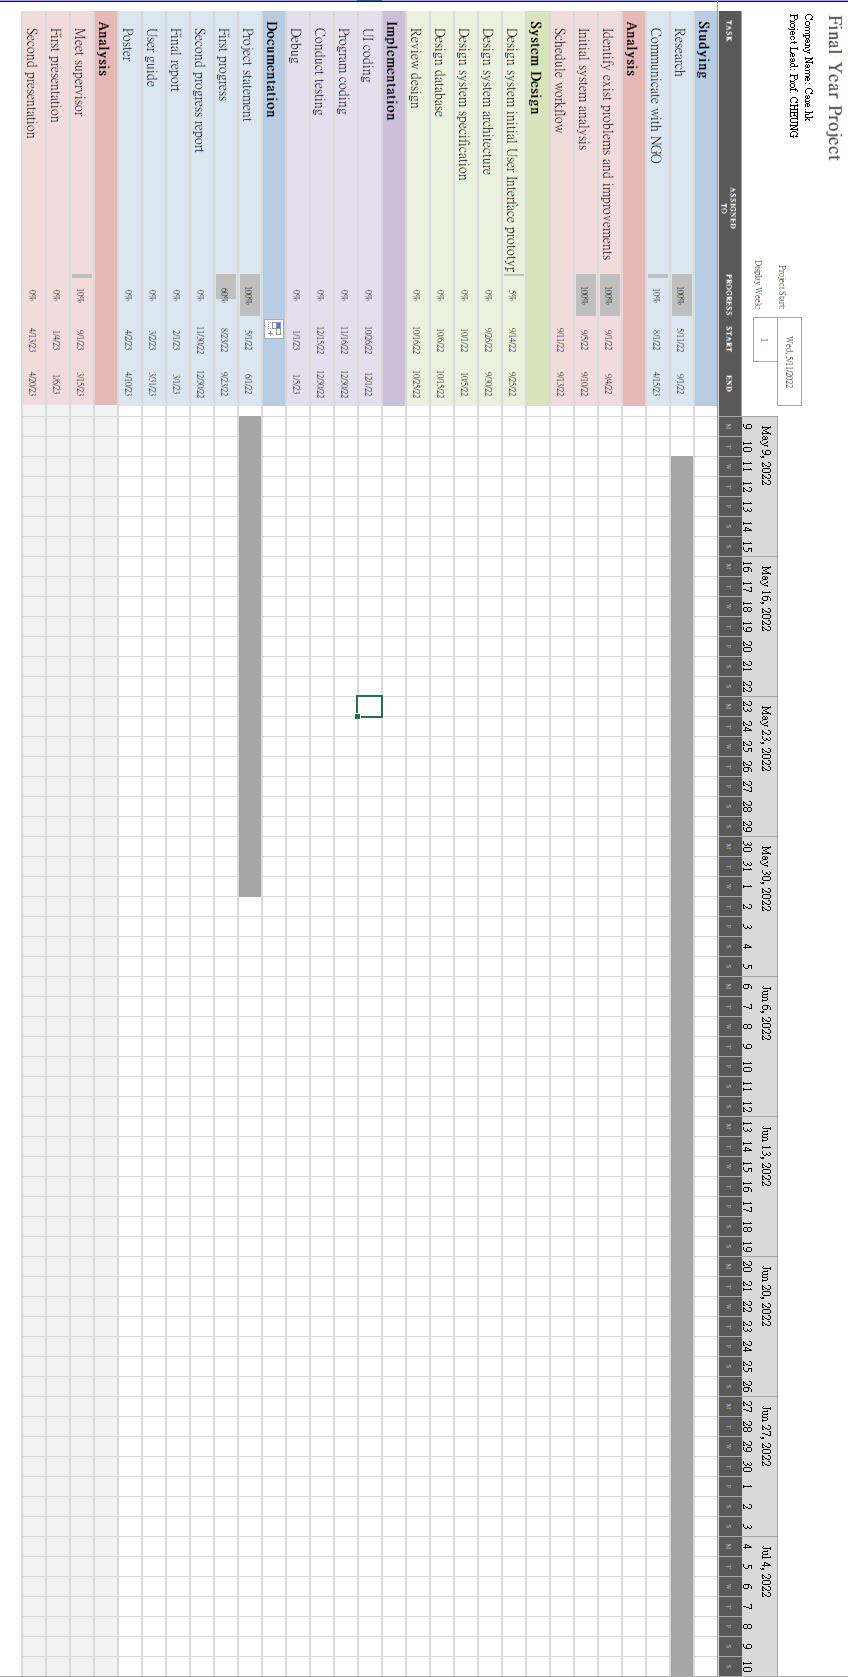 Final Year Project
Company Name: Case.hk
Project Lead: Prof. CHEUNG
Project Start: Wed, 5/11/2022
Display Week: 1
May 9, 2022 May 16, 2022 May 23, 2022 May 30, 2022 Jun 6, 2022 Jun 13, 2022 Jun 20, 2022 Jun 27, 2022 Jul 4, 2022
9 10 11 12 13 14 15 16 17 18 19 20 21 22 23 24 25 26 27 28 29 30 31 1 2 3 4 5 6 7 8 9 10 11 12 13 14 15 16 17 18 19 20 21 22 23 24 25 26 27 28 29 30 1 2 3 4 5 6 7 8 9 10
TASK ASSIGNED TO PROGRESS START END M T W T F S S M T W T F S S M T W T F S S M T W T F S S M T W T F S S M T W T F S S M T W T F S S M T W T F S S M T W T F S S
Studying
Research 100% 5/11/22 9/1/22
Communicate with NGO 10% 8/1/22 4/15/23
Analysis
Identify exist problems and improvements 100% 9/1/22 9/4/22
Initial system analysis 100% 9/5/22 9/10/22
Schedule workflow 9/11/22 9/13/22
System Design
Design system initial User Interface prototyp 5% 9/14/22 9/25/22
Design system architecture 9/26/22 9/30/22
Design system specification 10/1/22 10/5/22
Design database 10/6/22 10/15/22
Review design 10/16/22 10/25/22
Implementation
UI coding 0% 10/26/22 12/1/22
Program coding 0% 11/16/22 12/30/22
Conduct testing 0% 12/15/22 12/30/22
Debug 0% 1/1/23 1/5/23
Documentation
Project statement 100% 5/1/22 6/1/22
First progress 60% 8/23/22 9/23/22
Second progress report 0% 11/30/22 12/30/22
Final report 0% 2/1/23 3/1/23
User guide 0% 3/2/23 3/31/23
Poster 0% 4/2/23 4/10/23
Analysis
Meet supervisor 10% 9/1/23 3/15/23
First presentation 0% 1/4/23 1/6/23
Second presentation 0% 4/13/23 4/20/23